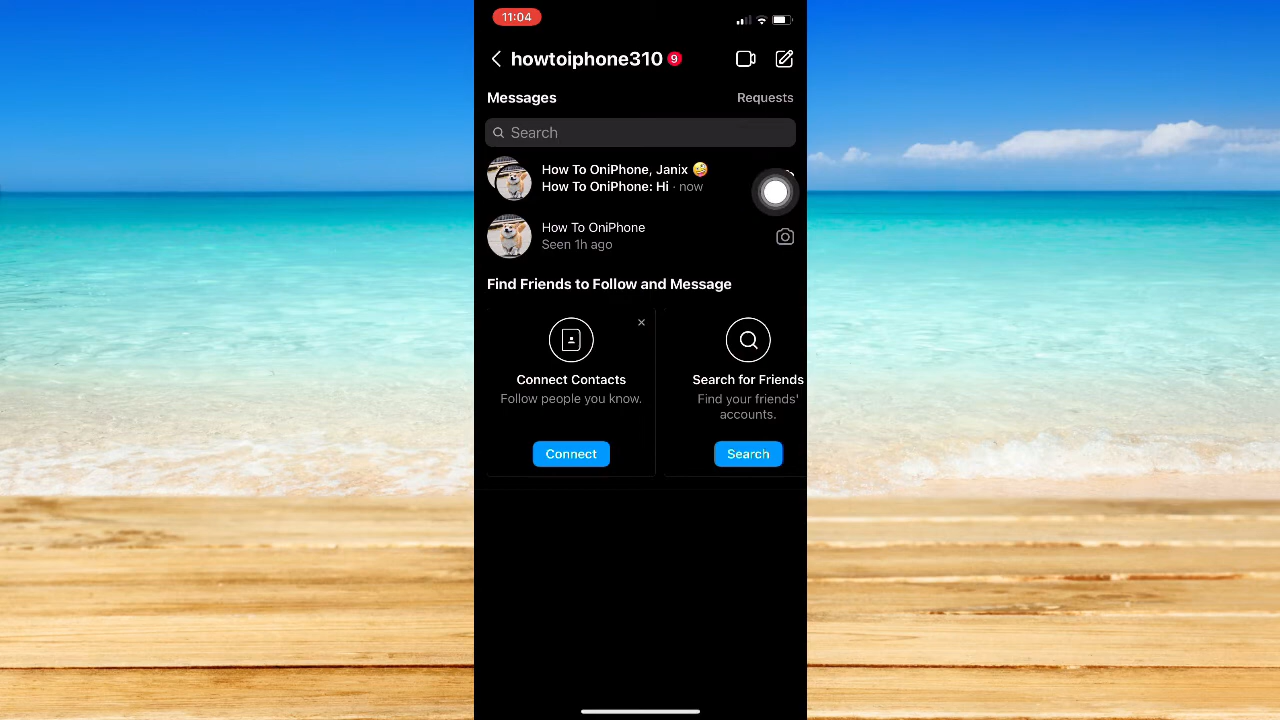 11:04
howtoiphone310 9
Messages
Requests
Search
How To OniPhone, Janix 🤪
How To OniPhone: Hi · now
How To OniPhone
Seen 1h ago
Find Friends to Follow and Message
Connect Contacts
Follow people you know.
Connect
Search for Friends
Find your friends'
accounts.
Search